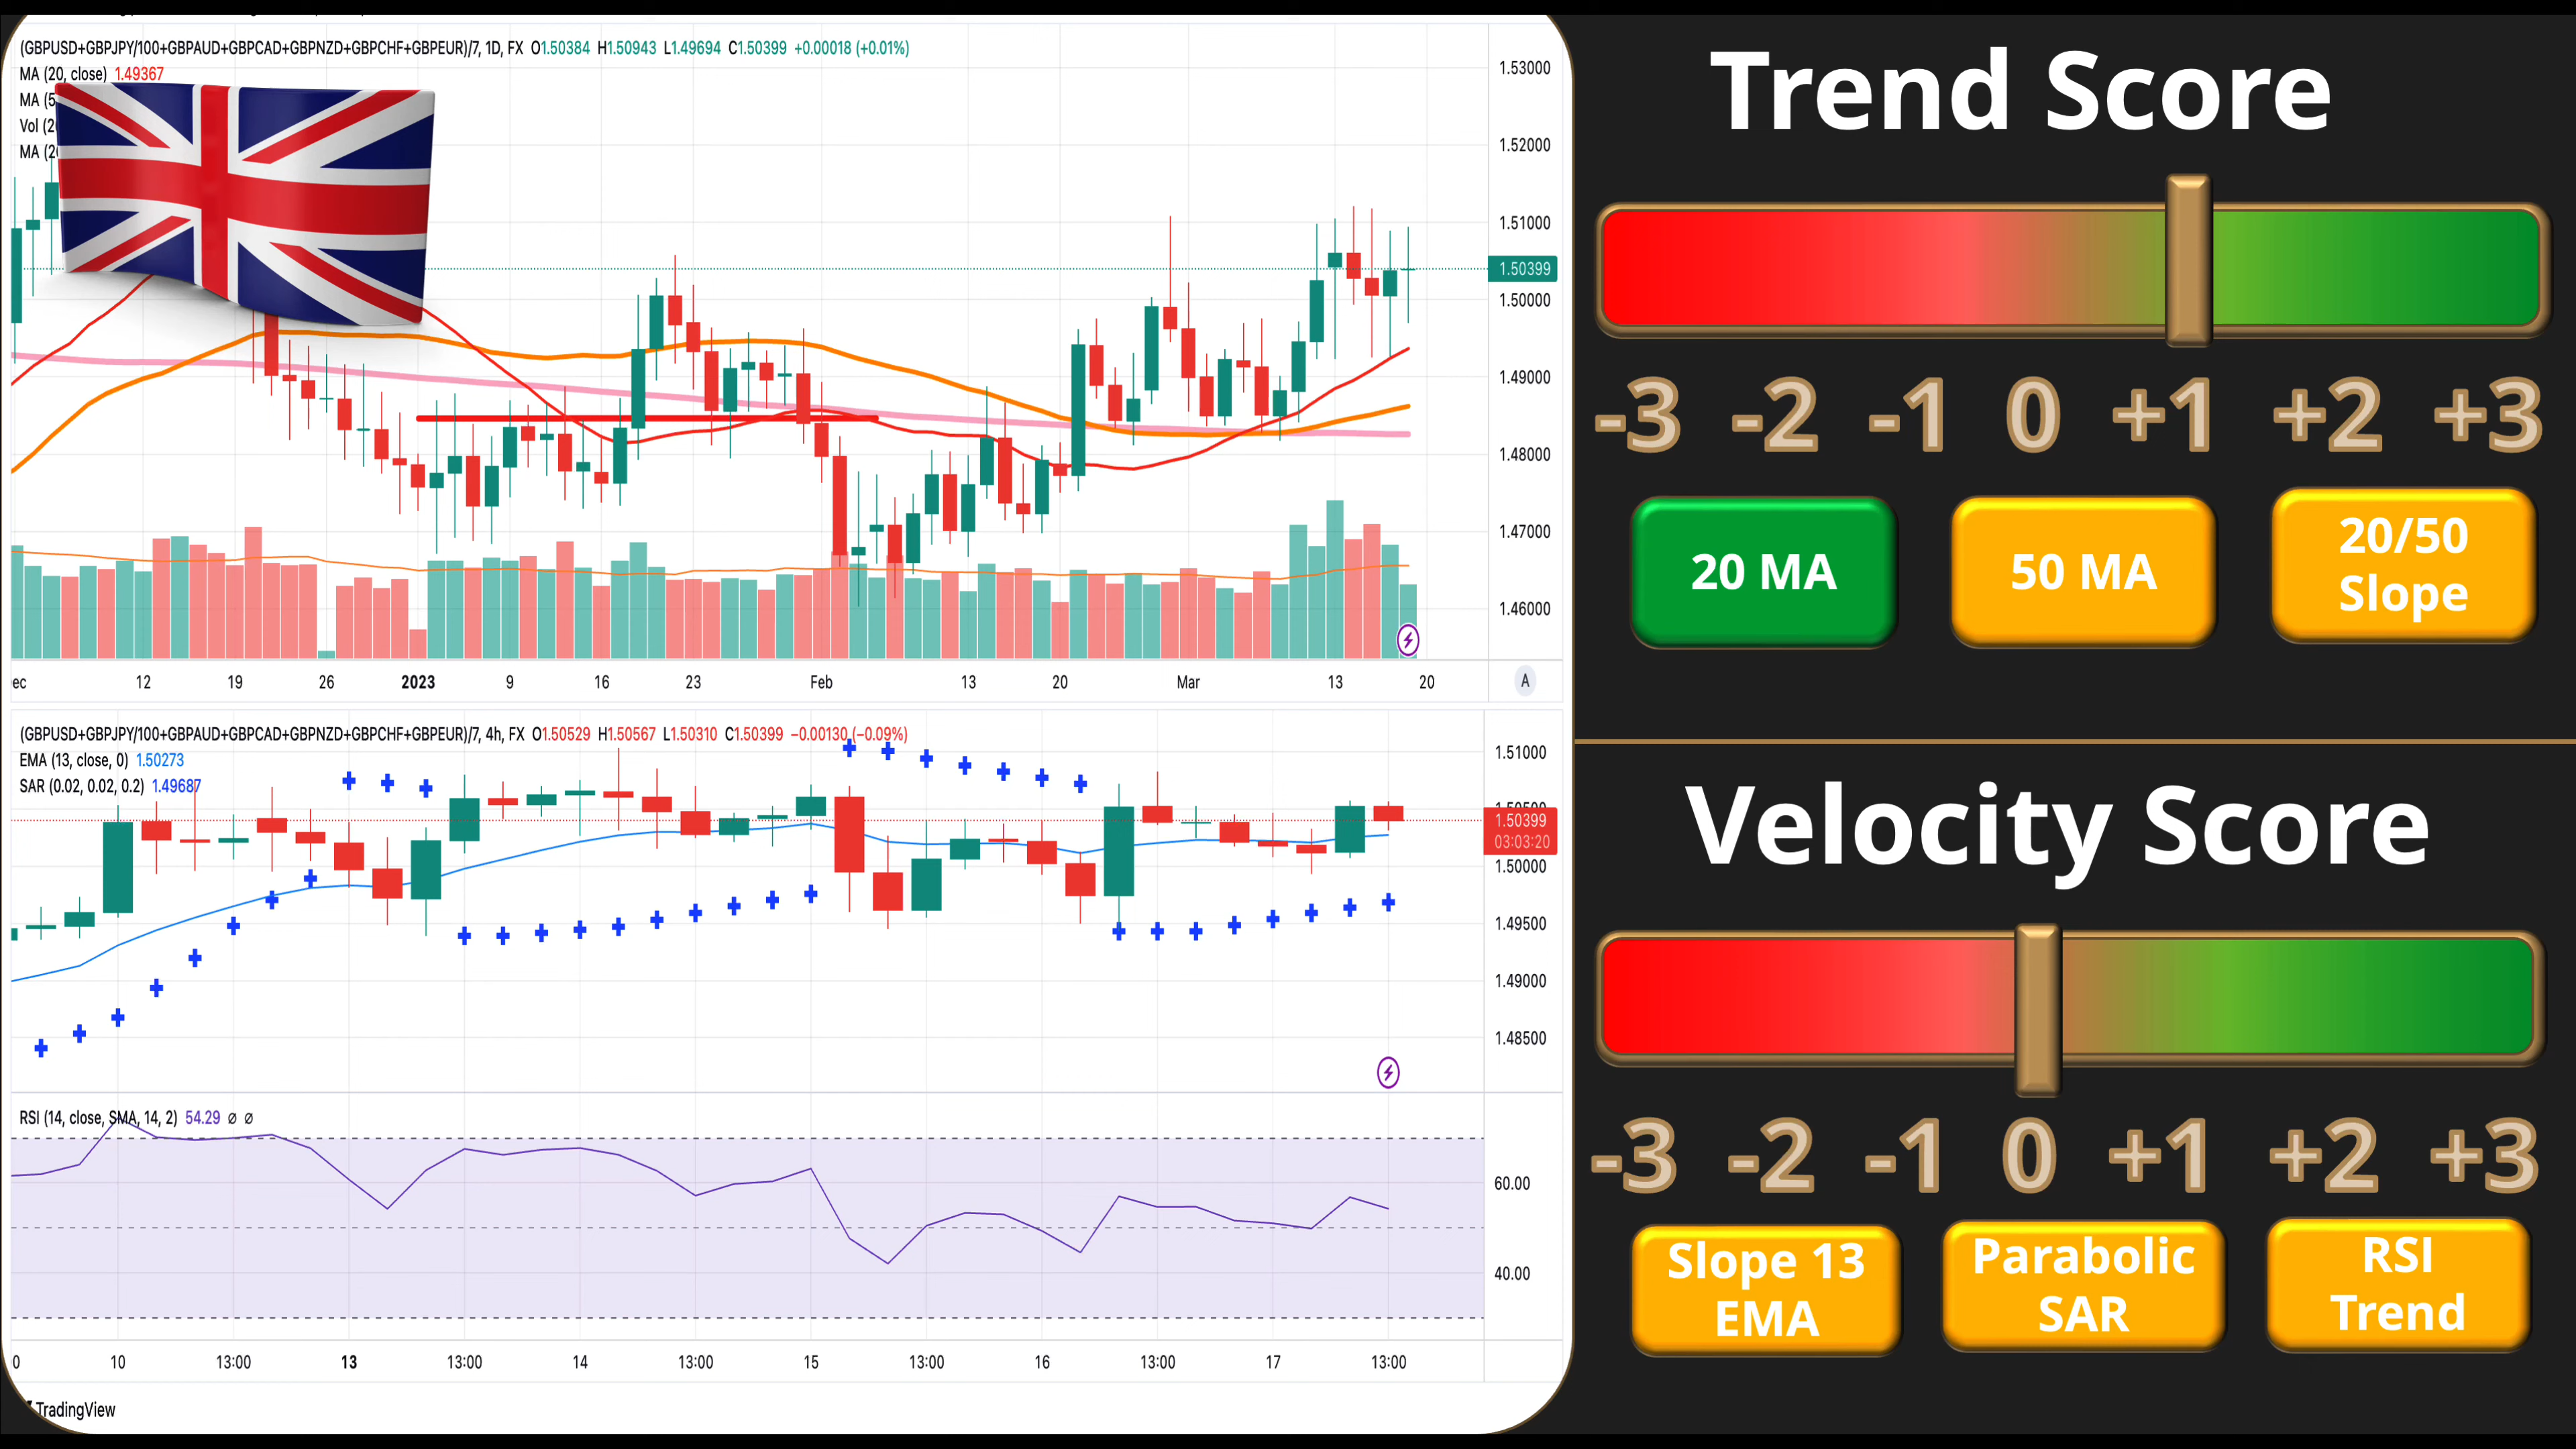 (GBPUSD+GBPJPY/100+GBPAUD+GBPCAD+GBPNZD+GBPCHF+GBPEUR)/7, 1D, FX O1.50384 H1.50943 L1.49694 C1.50399 +0.00018 (+0.01%)
MA (20, close) 1.49367
MA (5
Vol (2
MA (20
1.53000
1.52000
1.51000
1.50399
1.50000
1.49000
1.48000
1.47000
1.46000
ec 12 19 26 2023 9 16 23 Feb 13 20 Mar 13 20 A
(GBPUSD+GBPJPY/100+GBPAUD+GBPCAD+GBPNZD+GBPCHF+GBPEUR)/7, 4h, FX O1.50529 H1.50567 L1.50310 C1.50399 −0.00130 (−0.09%)
EMA (13, close, 0) 1.50273
SAR (0.02, 0.02, 0.2) 1.49687
1.51000
1.50500
1.50399
03:03:20
1.50000
1.49500
1.49000
1.48500
RSI (14, close, SMA, 14, 2) 54.29 ∅ ∅
60.00
40.00
0 10 13:00 13 13:00 14 13:00 15 13:00 16 13:00 17 13:00
TradingView
Trend Score
-3 -2 -1 0 +1 +2 +3
20 MA
50 MA
20/50
Slope
Velocity Score
-3 -2 -1 0 +1 +2 +3
Slope 13
EMA
Parabolic
SAR
RSI
Trend